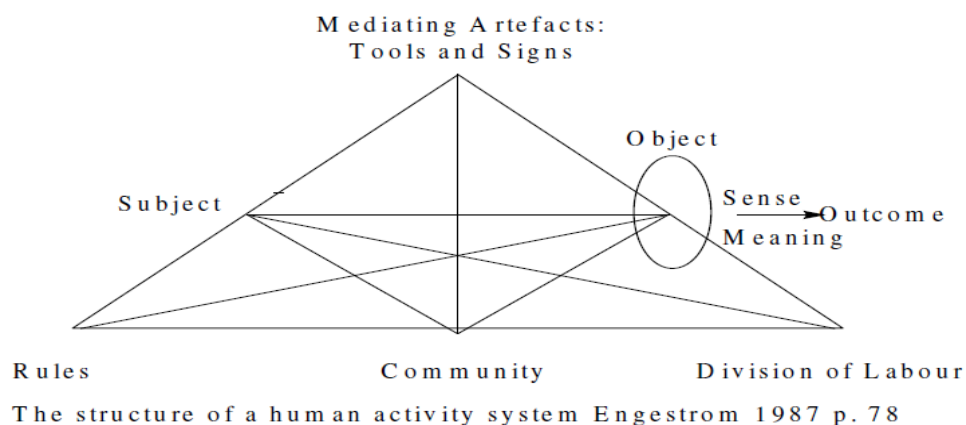 Mediating Artefacts:
Tools and Signs
Object
Subject
Sense
Outcome
Meaning
Rules
Community
Division of Labour
The structure of a human activity system Engestrom 1987 p. 78